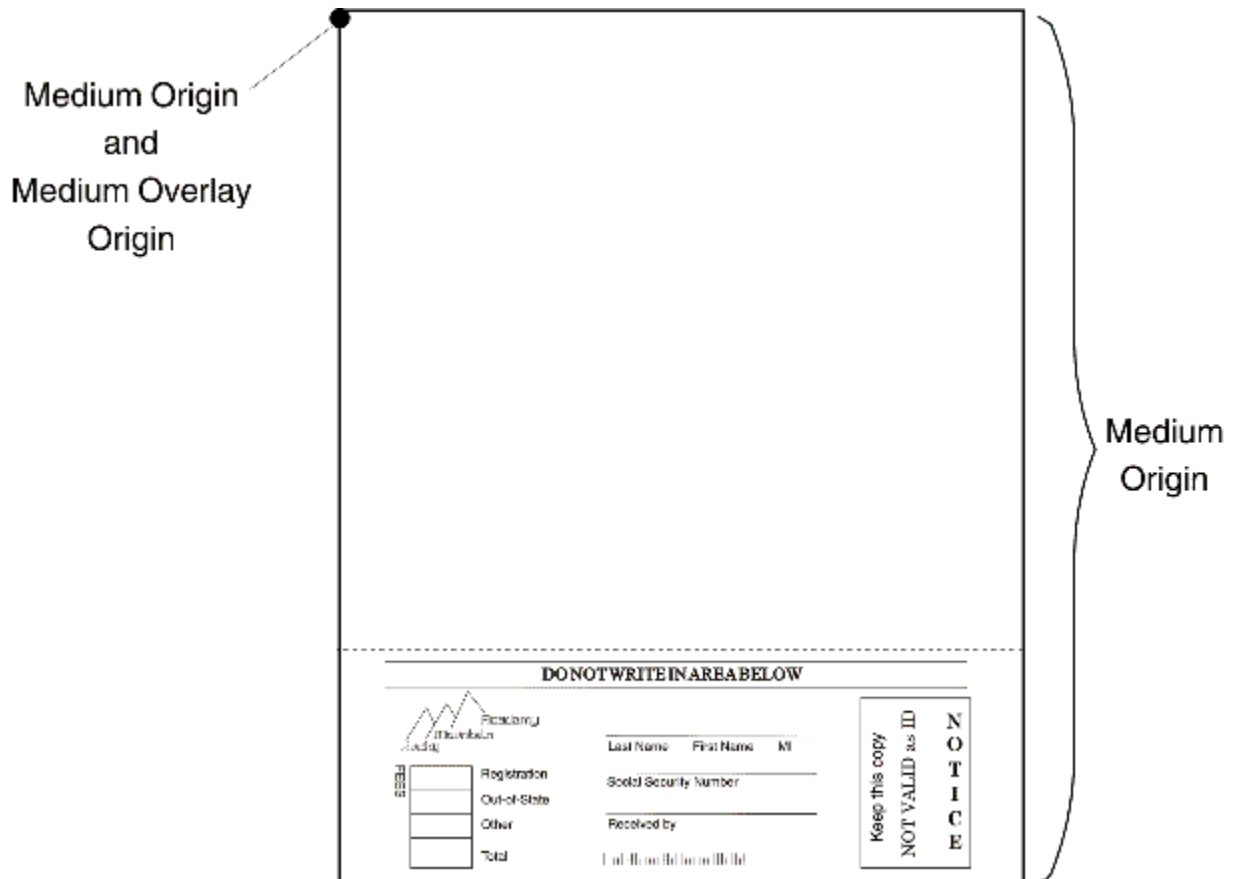 Medium Origin
and
Medium Overlay
Origin
Medium
Origin
DO NOT WRITE IN AREA BELOW
Academy
Mountain
Rocky
FEES
Registration
Out-of-State
Other
Total
Last Name First Name MI
Social Security Number
Received by
Keep this copy
NOT VALID as ID
NOTICE